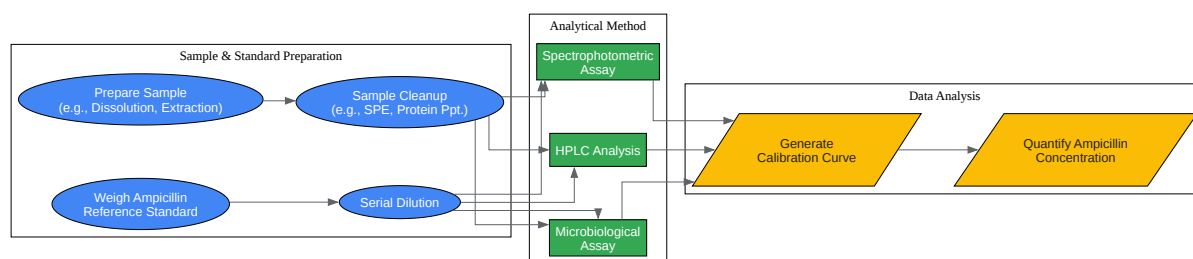 Sample & Standard Preparation
Prepare Sample
(e.g., Dissolution, Extraction)
Sample Cleanup
(e.g., SPE, Protein Ppt.)
Weigh Ampicillin
Reference Standard
Serial Dilution
Analytical Method
Spectrophotometric
Assay
HPLC Analysis
Microbiological
Assay
Data Analysis
Generate
Calibration Curve
Quantify Ampicillin
Concentration